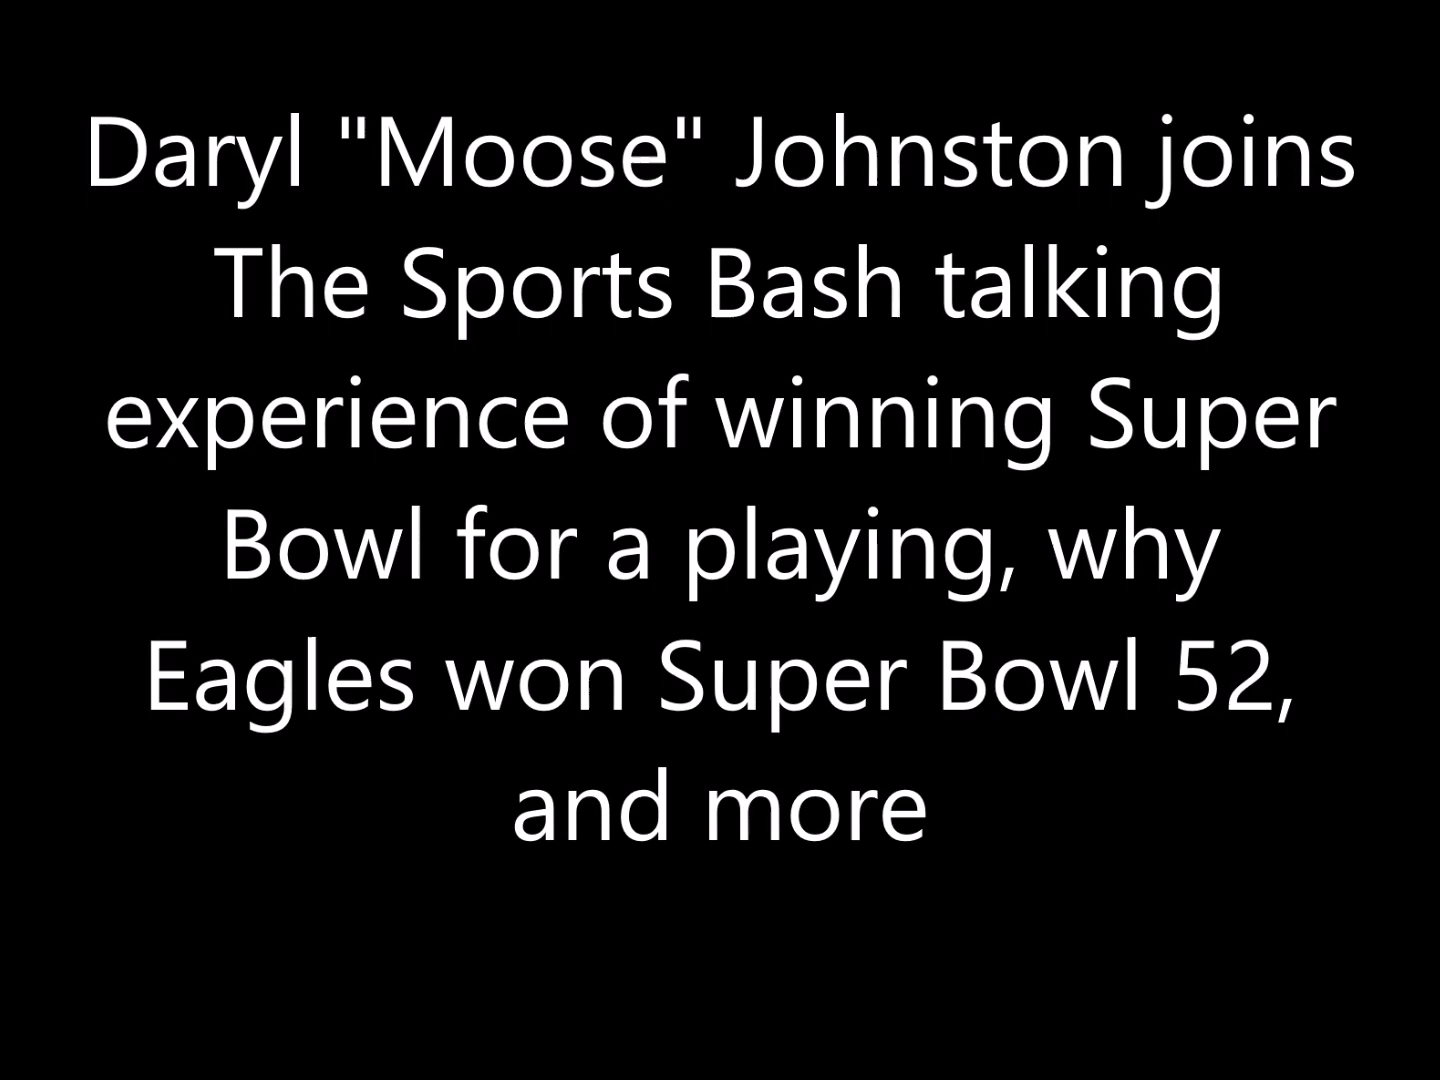 Daryl "Moose" Johnston joins
The Sports Bash talking
experience of winning Super
Bowl for a playing, why
Eagles won Super Bowl 52,
and more